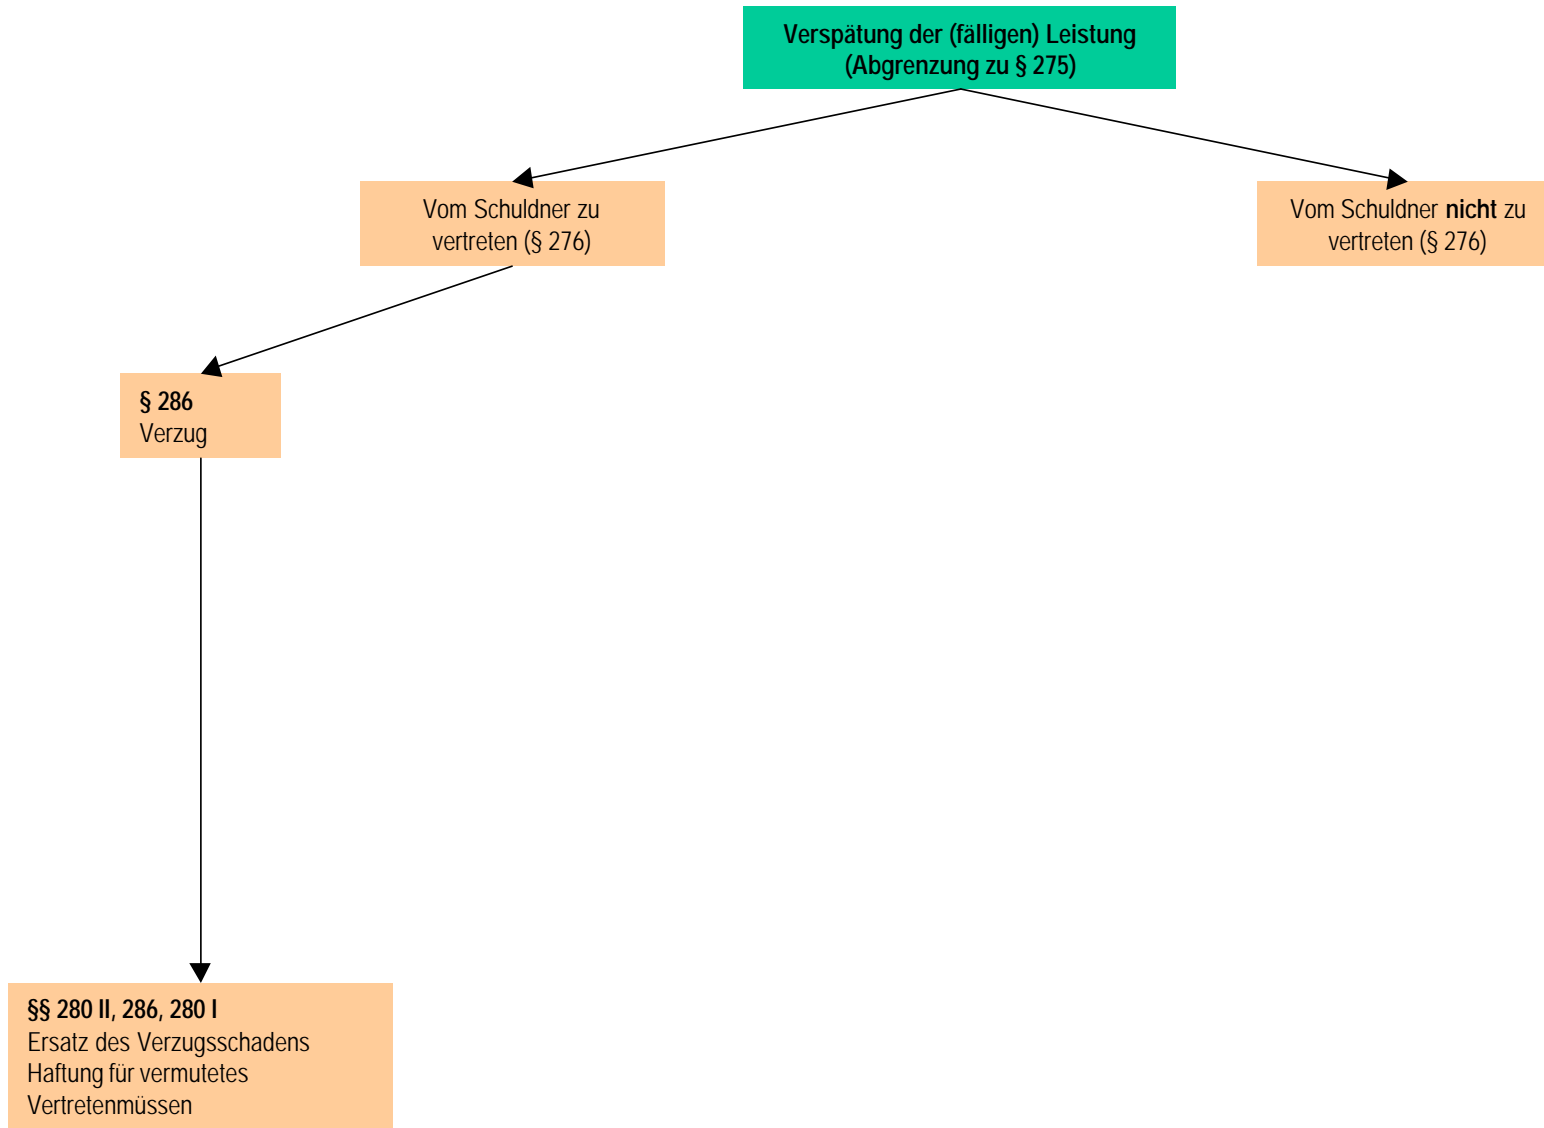 Verspätung der (fälligen) Leistung
(Abgrenzung zu § 275)
Vom Schuldner zu
vertreten (§ 276)
Vom Schuldner nicht zu
vertreten (§ 276)
§ 286
Verzug
§§ 280 II, 286, 280 I
Ersatz des Verzugsschadens
Haftung für vermutetes
Vertretenmüssen